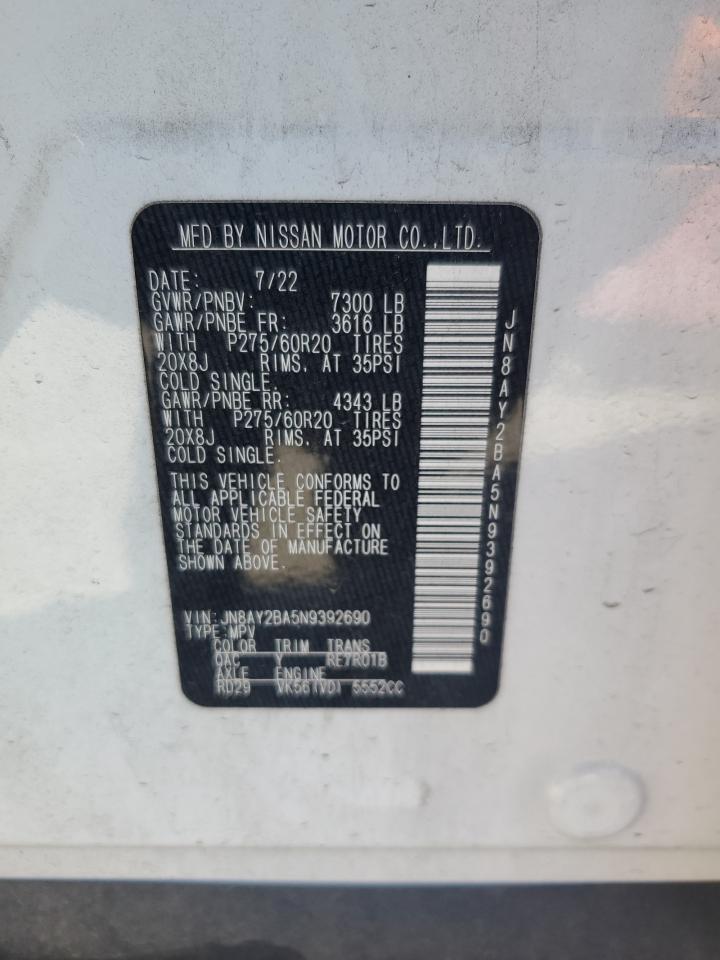 MFD BY NISSAN MOTOR CO.,LTD.
DATE: 7/22
GVWR/PNBV: 7300 LB
GAWR/PNBE FR: 3616 LB
WITH P275/60R20 TIRES
20X8J RIMS. AT 35PSI
COLD SINGLE.
GAWR/PNBE RR: 4343 LB
WITH P275/60R20 TIRES
20X8J RIMS. AT 35PSI
COLD SINGLE.
THIS VEHICLE CONFORMS TO
ALL APPLICABLE FEDERAL
MOTOR VEHICLE SAFETY
STANDARDS IN EFFECT ON
THE DATE OF MANUFACTURE
SHOWN ABOVE.
VIN:JN8AY2BA5N9392690
TYPE:MPV
COLOR TRIM TRANS
QAC Y RE7R01B
AXLE ENGINE
RD29 VK56(VD) 5552CC
JN8AY2BA5N9392690